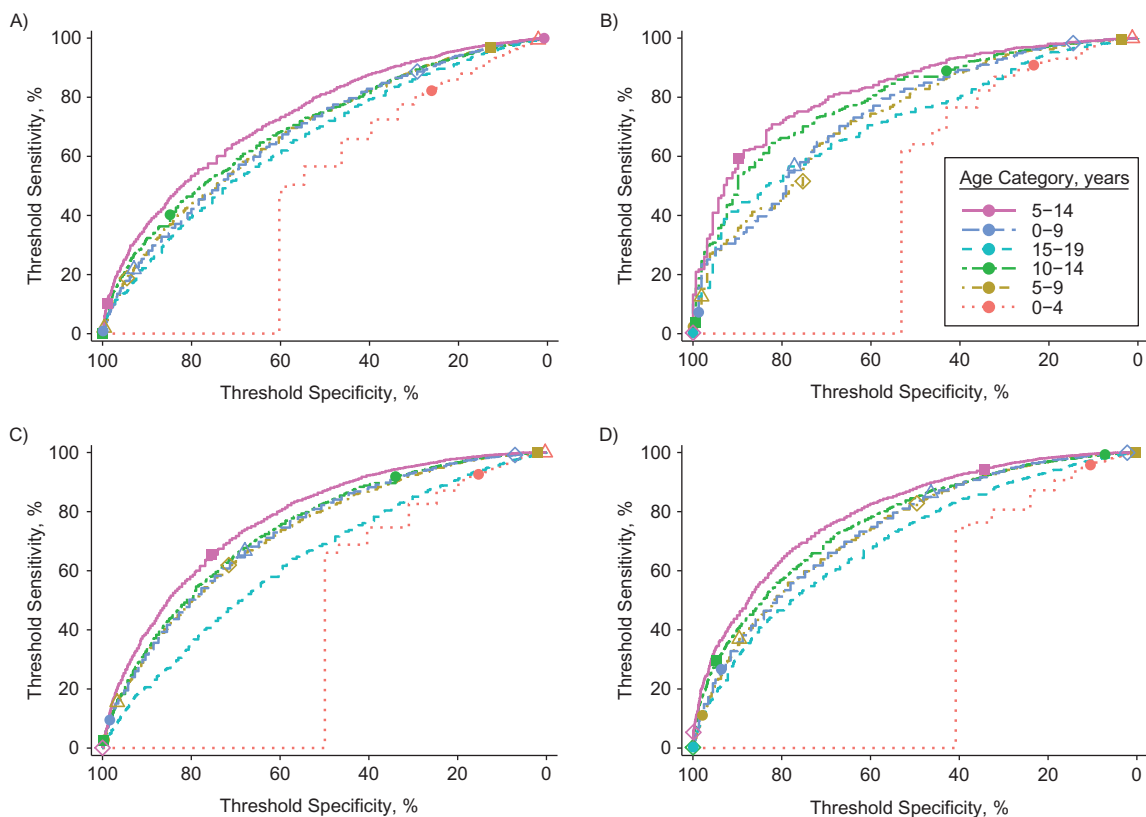 A)
100
80
60
40
20
0
Threshold Sensitivity, %
100 80 60 40 20 0
Threshold Specificity, %
B)
100
80
60
40
20
0
Threshold Sensitivity, %
Age Category, years
5–14
0–9
15–19
10–14
5–9
0–4
100 80 60 40 20 0
Threshold Specificity, %
C)
100
80
60
40
20
0
Threshold Sensitivity, %
100 80 60 40 20 0
Threshold Specificity, %
D)
100
80
60
40
20
0
Threshold Sensitivity, %
100 80 60 40 20 0
Threshold Specificity, %